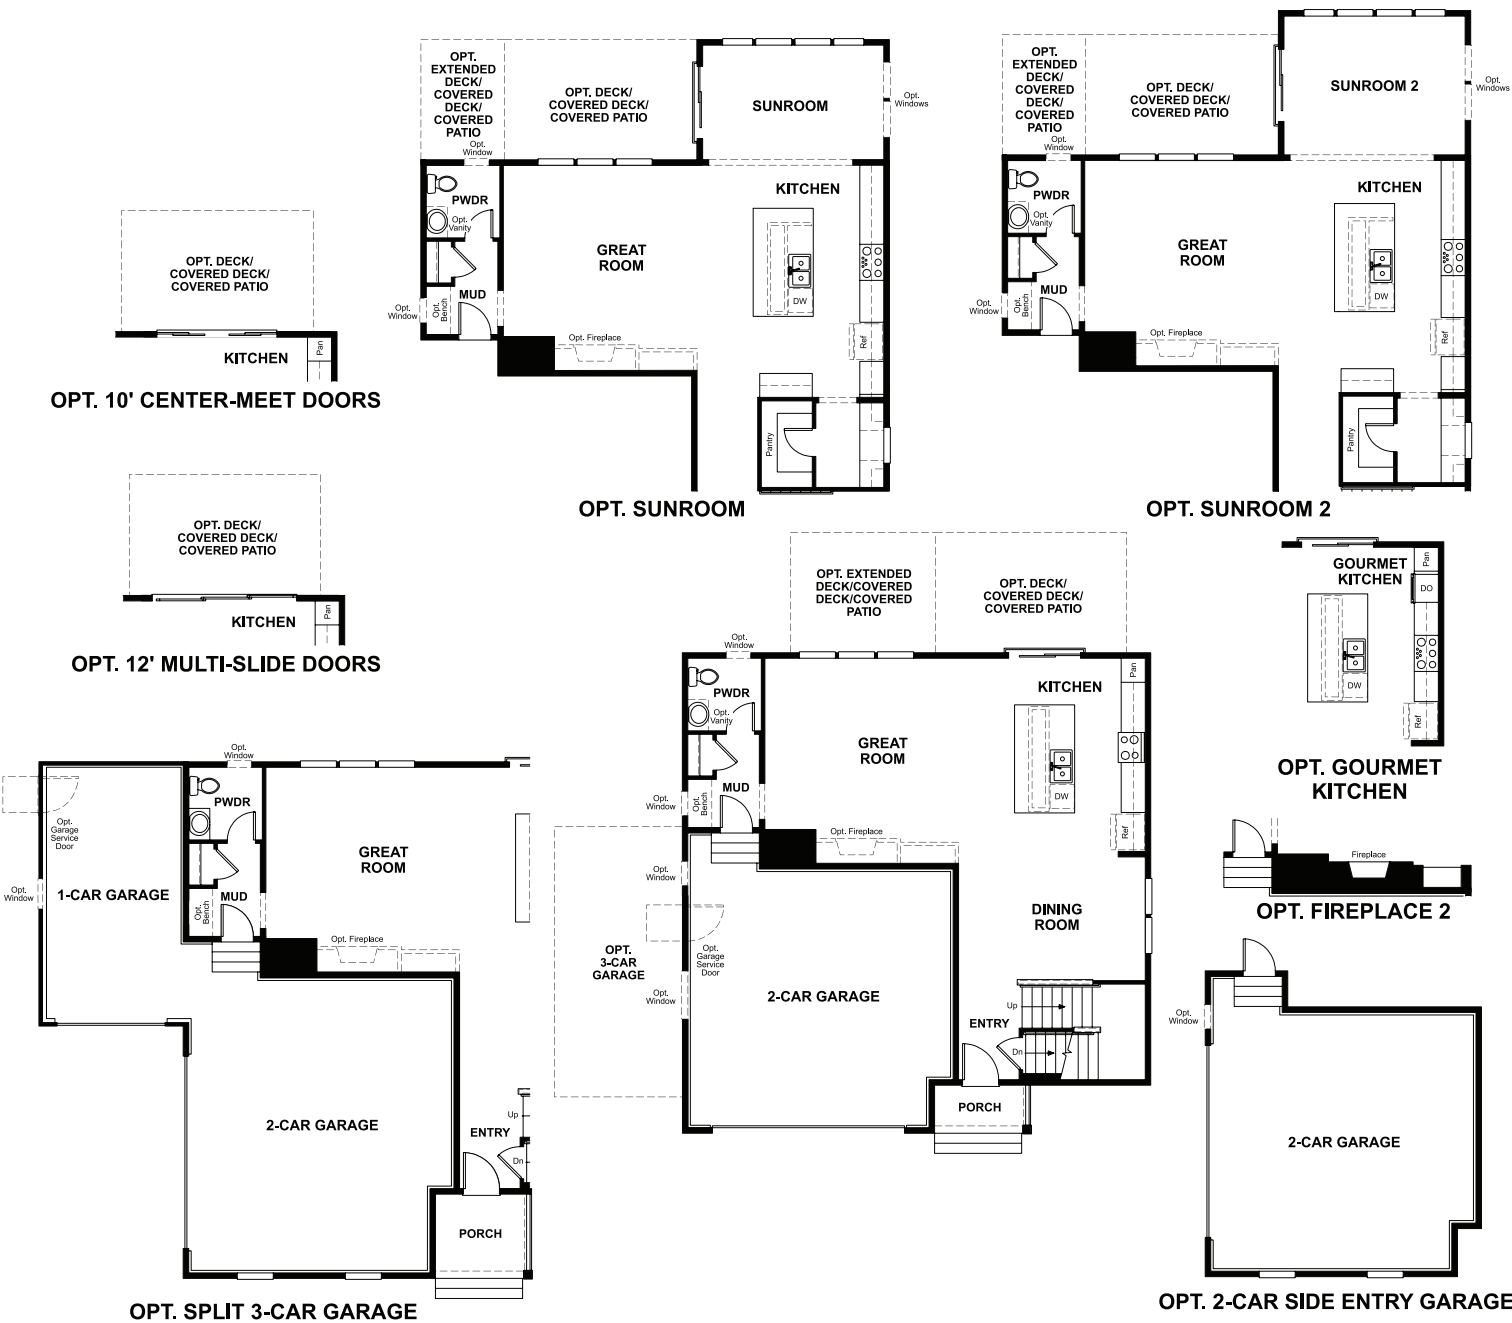 OPT. DECK/
COVERED DECK/
COVERED PATIO
KITCHEN
Pan
OPT. 10' CENTER-MEET DOORS
OPT. DECK/
COVERED DECK/
COVERED PATIO
KITCHEN
Pan
OPT. 12' MULTI-SLIDE DOORS
OPT.
EXTENDED
DECK/
COVERED
DECK/
COVERED
PATIO
OPT. DECK/
COVERED DECK/
COVERED PATIO
SUNROOM
Opt.
Windows
Opt.
Window
PWDR
Opt.
Vanity
KITCHEN
GREAT
ROOM
MUD
Opt.
Bench
Opt.
Window
DW
Opt. Fireplace
Ref
Pantry
OPT. SUNROOM
OPT.
EXTENDED
DECK/
COVERED
DECK/
COVERED
PATIO
OPT. DECK/
COVERED DECK/
COVERED PATIO
SUNROOM 2
Opt.
Windows
Opt.
Window
PWDR
Opt.
Vanity
KITCHEN
GREAT
ROOM
MUD
Opt.
Bench
Opt.
Window
DW
Opt. Fireplace
Ref
Pantry
OPT. SUNROOM 2
OPT. EXTENDED
DECK/COVERED
DECK/COVERED
PATIO
OPT. DECK/
COVERED DECK/
COVERED PATIO
Opt.
Window
PWDR
Opt.
Vanity
KITCHEN
Pan
GREAT
ROOM
MUD
Opt.
Bench
Opt.
Window
DW
Opt. Fireplace
Ref
Opt.
Window
DINING
ROOM
OPT.
3-CAR
GARAGE
Opt.
Garage
Service
Door
Opt.
Window
2-CAR GARAGE
Up
ENTRY
Dn
PORCH
GOURMET
KITCHEN
Pan
DO
DW
Ref
OPT. GOURMET
KITCHEN
Fireplace
OPT. FIREPLACE 2
Opt.
Window
PWDR
Opt.
Garage
Service
Door
GREAT
ROOM
Opt.
Window
1-CAR GARAGE
MUD
Opt.
Bench
Opt. Fireplace
2-CAR GARAGE
Up
ENTRY
Dn
PORCH
OPT. SPLIT 3-CAR GARAGE
Opt.
Window
2-CAR GARAGE
OPT. 2-CAR SIDE ENTRY GARAGE